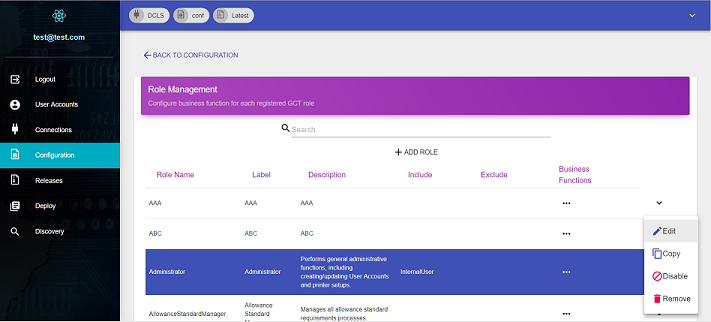 DCLS conf Latest
test@test.com
BACK TO CONFIGURATION
Logout
User Accounts
Connections
Configuration
Releases
Deploy
Discovery
Role Management
Configure business function for each registered GCT role
Search
ADD ROLE
Role Name Label Description Include Exclude Business
Functions
AAA AAA AAA
ABC ABC ABC
Administrator Administrator Performs general administrative
functions, including
creating/updating User Accounts
and printer setups.
InternalUser
AllowanceStandardManager Allowance
Standard
Manages all allowance standard
requirements processes.
Edit
Copy
Disable
Remove